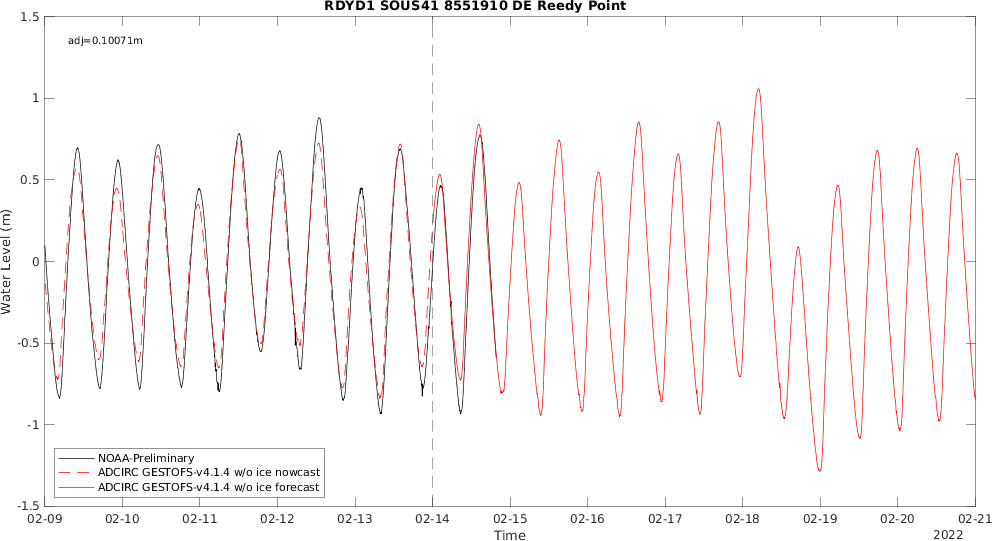 RDYD1 SOUS41 8551910 DE Reedy Point
adj=0.10071m
Water Level (m)
1.5
1
0.5
0
-0.5
-1
-1.5
NOAA-Preliminary
ADCIRC GESTOFS-v4.1.4 w/o ice nowcast
ADCIRC GESTOFS-v4.1.4 w/o ice forecast
02-09 02-10 02-11 02-12 02-13 02-14 02-15 02-16 02-17 02-18 02-19 02-20 02-21
Time
2022